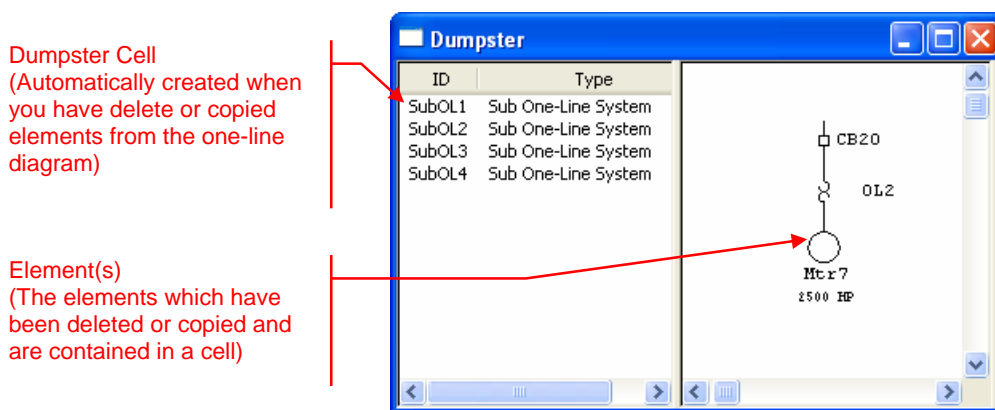 Dumpster Cell
(Automatically created when
you have delete or copied
elements from the one-line
diagram)
Element(s)
(The elements which have
been deleted or copied and
are contained in a cell)
Dumpster
ID Type
SubOL1 Sub One-Line System
SubOL2 Sub One-Line System
SubOL3 Sub One-Line System
SubOL4 Sub One-Line System
CB20
OL2
Mtr7
2500 HP